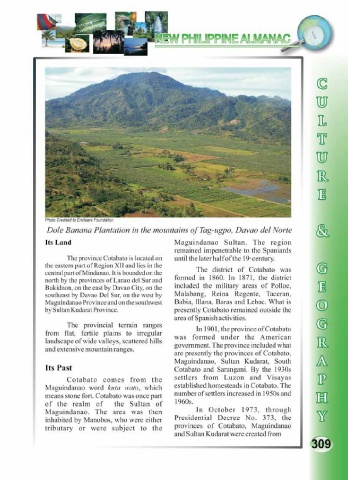 NEW PHILIPPINE ALMANAC
Photo Credited to Enclaare Foundation
Dole Banana Plantation in the mountains of Tag-ugpo, Davao del Norte
Its Land
The province Cotabato is located on
the eastern part of Region XII and lies in the
central part of Mindanao. It is bounded on the
north by the provinces of Lanao del Sur and
Bukidnon, on the east by Davao City, on the
southeast by Davao Del Sur, on the west by
Maguindanao Province and on the southwest
by Sultan Kudarat Province.
The provincial terrain ranges
from flat, fertile plains to irregular
landscape of wide valleys, scattered hills
and extensive mountain ranges.
Its Past
Cotabato comes from the
Maguindanao word kuta wato, which
means stone fort. Cotabato was once part
of the realm of the Sultan of
Maguindanao. The area was then
inhabited by Manobos, who were either
tributary or were subject to the
Maguindanao Sultan. The region
remained impenetrable to the Spaniards
until the later half of the 19-century.
The district of Cotabato was
formed in 1860. In 1871, the district
included the military areas of Polloc,
Malabang, Reina Regente, Taceran,
Babia, Illana, Baras and Lebac. What is
presently Cotabato remained outside the
area of Spanish activities.
In 1901, the province of Cotabato
was formed under the American
government. The province included what
are presently the provinces of Cotabato,
Maguindanao, Sultan Kudarat, South
Cotabato and Sarangani. By the 1930s
settlers from Luzon and Visayas
established homesteads in Cotabato. The
number of settlers increased in 1950s and
1960s.
In October 1973, through
Presidential Decree No. 373, the
provinces of Cotabato, Maguindanao
and Sultan Kudarat were created from
CULTURE & GEOGRAPHY
309